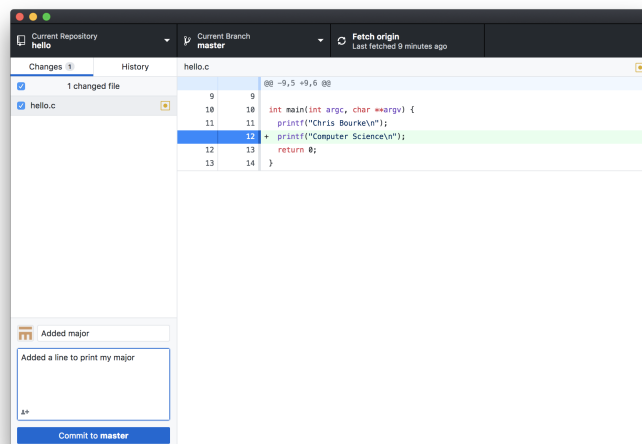 Current Repository
hello
Current Branch
master
Fetch origin
Last fetched 9 minutes ago
Changes 1
History
hello.c
1 changed file
hello.c
@@ -9,5 +9,6 @@
9 9
10 10 int main(int argc, char **argv) {
11 11 printf("Chris Bourke\n");
12 + printf("Computer Science\n");
12 13 return 0;
13 14 }
Added major
Added a line to print my major
Commit to master